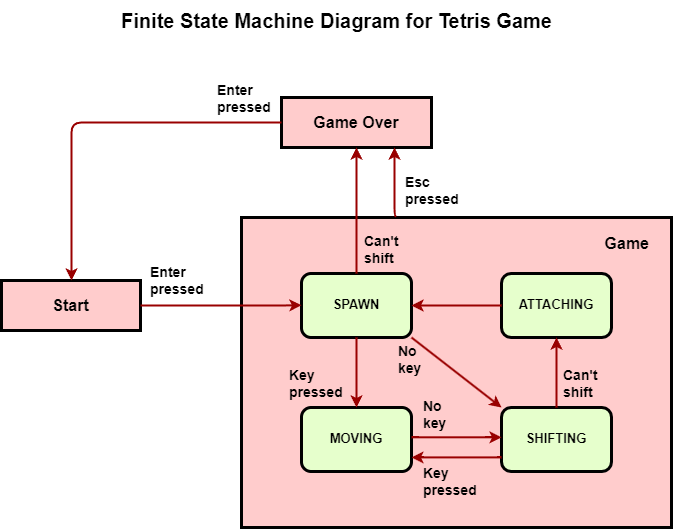 Finite State Machine Diagram for Tetris Game
Enter
pressed
Game Over
Esc
pressed
Can't
shift
Game
Enter
pressed
Start
SPAWN
ATTACHING
No
key
Key
pressed
Can't
shift
No
key
MOVING
SHIFTING
Key
pressed